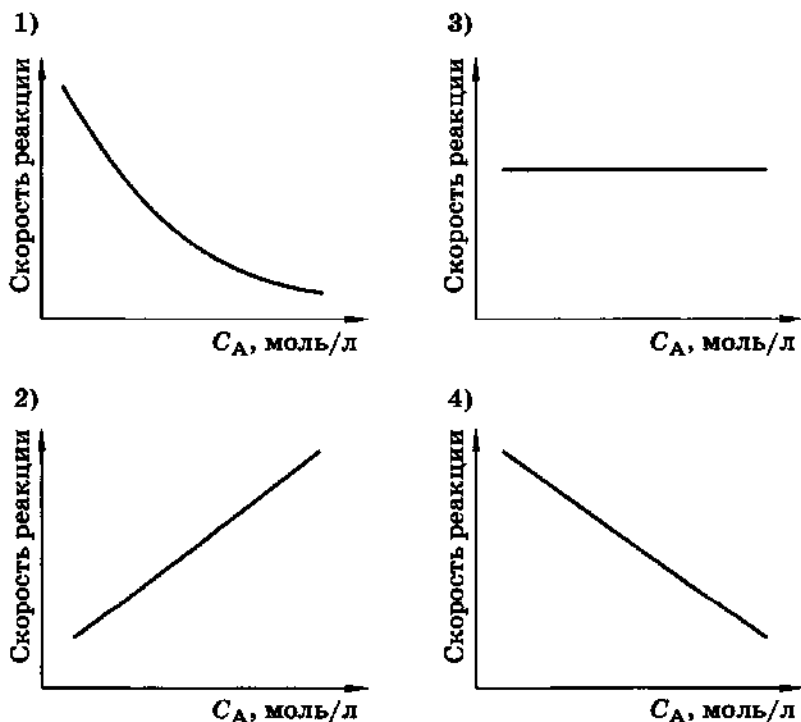 1)
Скорость реакции
C_A, моль/л
3)
Скорость реакции
C_A, моль/л
2)
Скорость реакции
C_A, моль/л
4)
Скорость реакции
C_A, моль/л